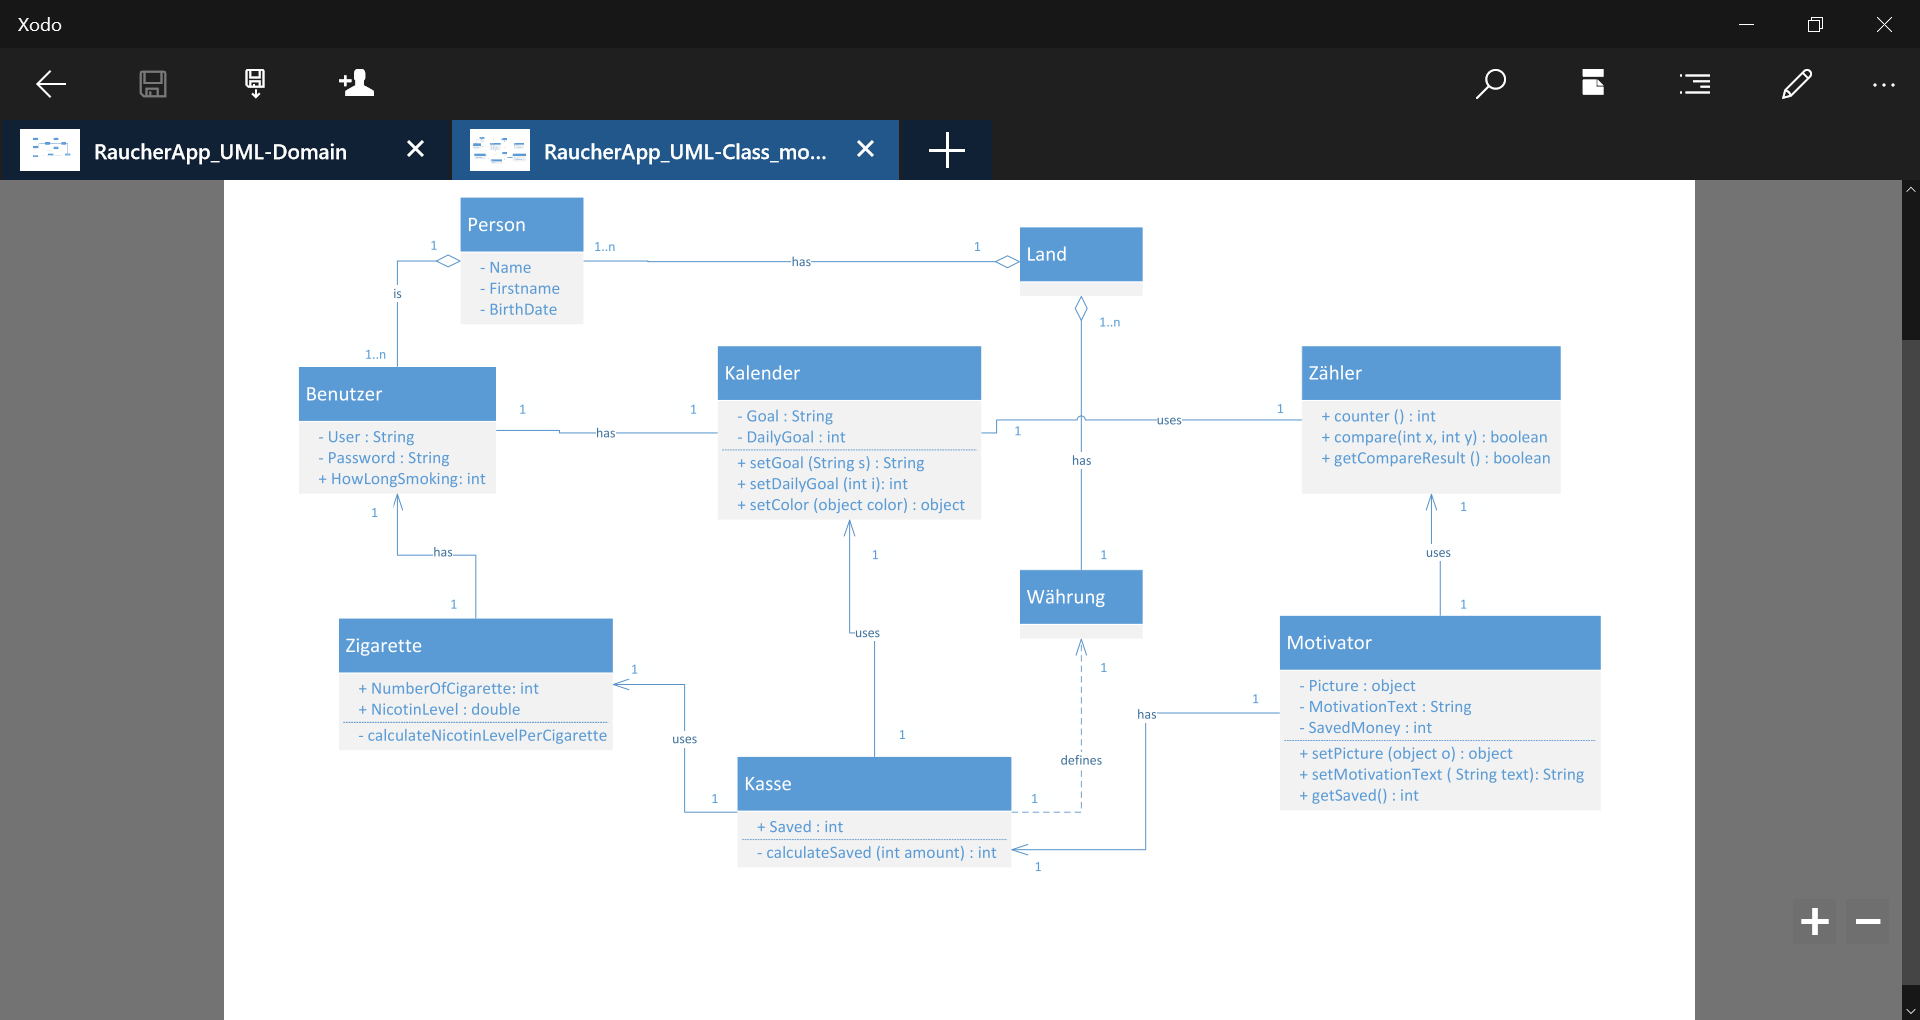 Xodo
RaucherApp_UML-Domain
RaucherApp_UML-Class_mo...
Person
- Name
- Firstname
- BirthDate
1
1..n
has
1
Land
is
1..n
1..n
Benutzer
- User : String
- Password : String
+ HowLongSmoking: int
1
has
1
Kalender
- Goal : String
- DailyGoal : int
+ setGoal (String s) : String
+ setDailyGoal (int i): int
+ setColor (object color) : object
1
uses
1
Zähler
+ counter () : int
+ compare(int x, int y) : boolean
+ getCompareResult () : boolean
has
1
has
1
1
uses
1
1
Währung
1
uses
1
Zigarette
+ NumberOfCigarette: int
+ NicotinLevel : double
- calculateNicotinLevelPerCigarette
1
uses
1
1
defines
1
Kasse
+ Saved : int
- calculateSaved (int amount) : int
1
has
1
Motivator
- Picture : object
- MotivationText : String
- SavedMoney : int
+ setPicture (object o) : object
+ setMotivationText ( String text): String
+ getSaved() : int
1